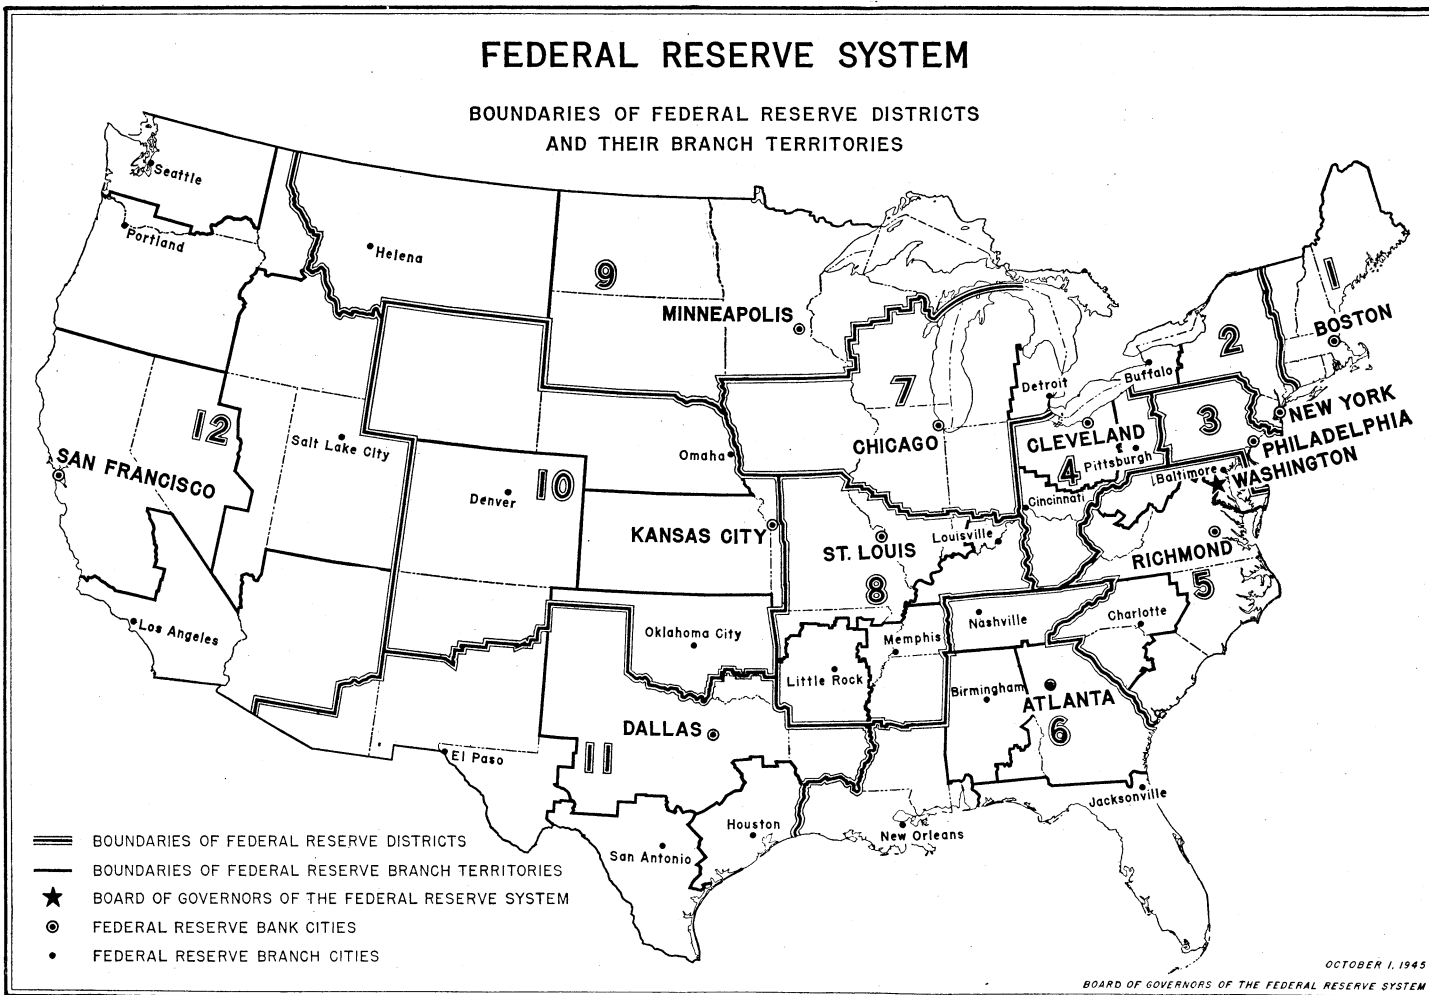 FEDERAL RESERVE SYSTEM
BOUNDARIES OF FEDERAL RESERVE DISTRICTS
AND THEIR BRANCH TERRITORIES
Seattle
Portland
Helena
9
MINNEAPOLIS
1
BOSTON
2
Buffalo
7
Detroit
12
CHICAGO
CLEVELAND
4
Pittsburgh
3
NEW YORK
PHILADELPHIA
WASHINGTON
Baltimore
Salt Lake City
SAN FRANCISCO
Omaha
Denver
10
Cincinnati
KANSAS CITY
ST. LOUIS
8
Louisville
RICHMOND
5
Los Angeles
Oklahoma City
Memphis
Nashville
Charlotte
Little Rock
Birmingham
ATLANTA
6
DALLAS
11
El Paso
Jacksonville
Houston
New Orleans
San Antonio
BOUNDARIES OF FEDERAL RESERVE DISTRICTS
BOUNDARIES OF FEDERAL RESERVE BRANCH TERRITORIES
BOARD OF GOVERNORS OF THE FEDERAL RESERVE SYSTEM
FEDERAL RESERVE BANK CITIES
FEDERAL RESERVE BRANCH CITIES
OCTOBER 1, 1945
BOARD OF GOVERNORS OF THE FEDERAL RESERVE SYSTEM